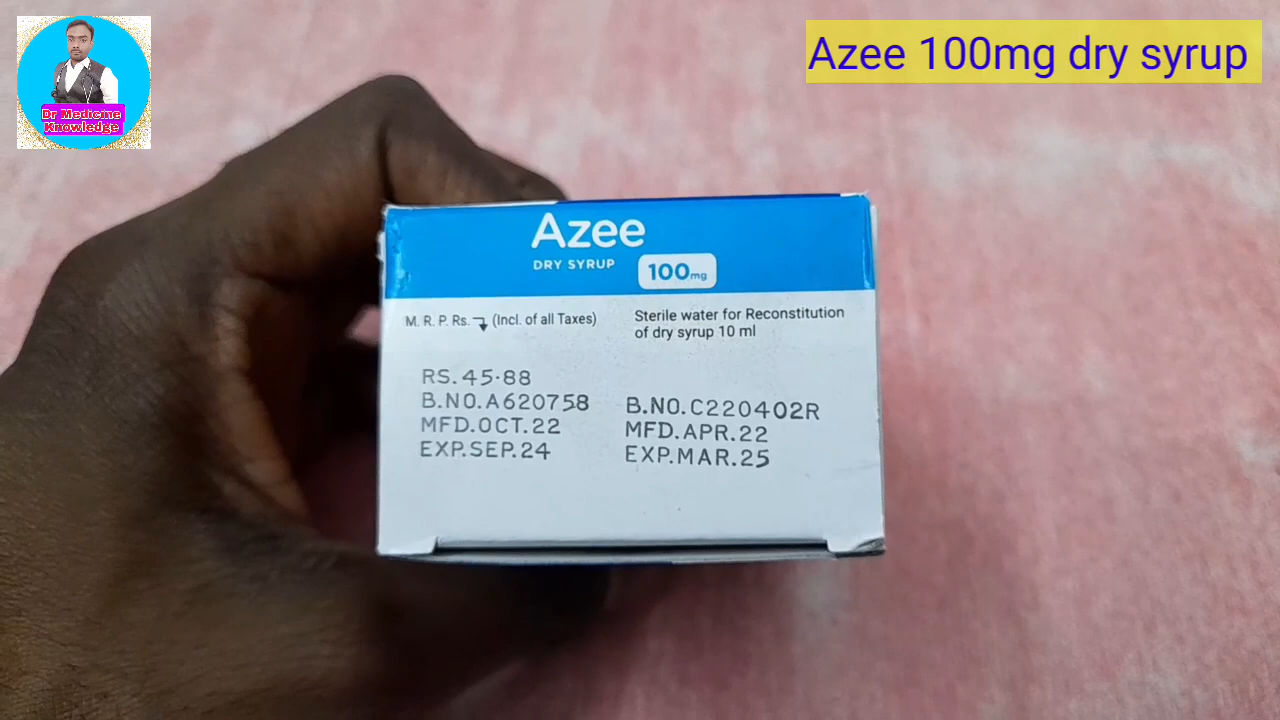 Dr Medicine
Knowledge
Azee 100mg dry syrup
Azee
DRY SYRUP
100mg
M. R. P. Rs. (Incl. of all Taxes)
Sterile water for Reconstitution
of dry syrup 10 ml
RS.45.88
B.NO.A620758
MFD.OCT.22
EXP.SEP.24
B.NO.C220402R
MFD.APR.22
EXP.MAR.25